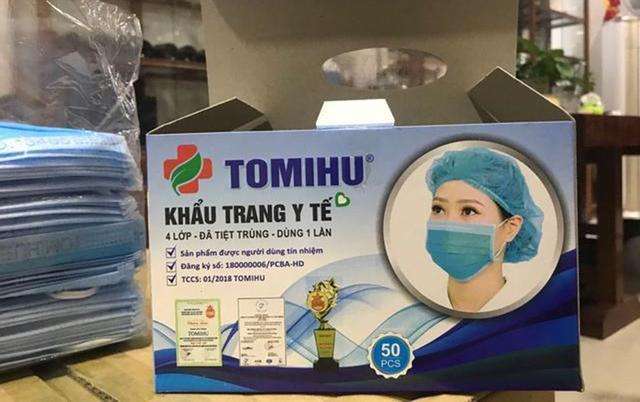 TOMIHU®
KHẨU TRANG Y TẾ
4 LỚP - ĐÃ TIỆT TRÙNG - DÙNG 1 LẦN
Sản phẩm được người dùng tín nhiệm
Đăng ký số: 180000006/PCBA-HD
TCCS: 01/2018 TOMIHU
TOMIHU
50
PCS